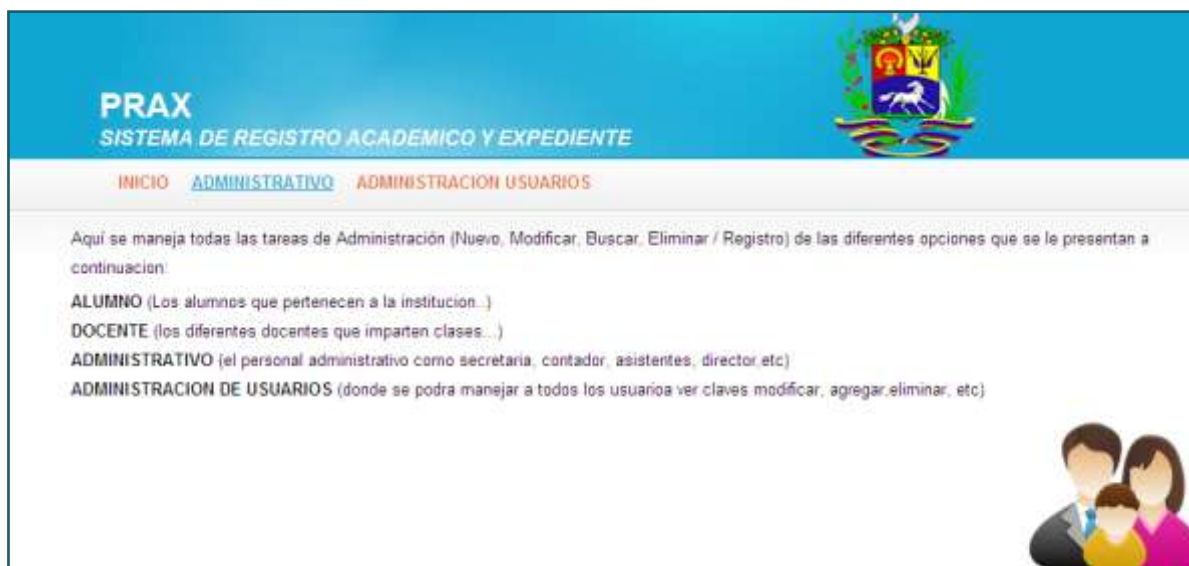 PRAX
SISTEMA DE REGISTRO ACADEMICO Y EXPEDIENTE
INICIO ADMINISTRATIVO ADMINISTRACION USUARIOS
Aquí se maneja todas las tareas de Administración (Nuevo, Modificar, Buscar, Eliminar / Registro) de las diferentes opciones que se le presentan a
continuacion:
ALUMNO (Los alumnos que pertenecen a la institucion..)
DOCENTE (los diferentes docentes que imparten clases....)
ADMINISTRATIVO (el personal administrativo como secretaria, contador, asistentes, director,etc)
ADMINISTRACION DE USUARIOS (donde se podra manejar a todos los usuarioa ver claves modificar, agregar,eliminar, etc)